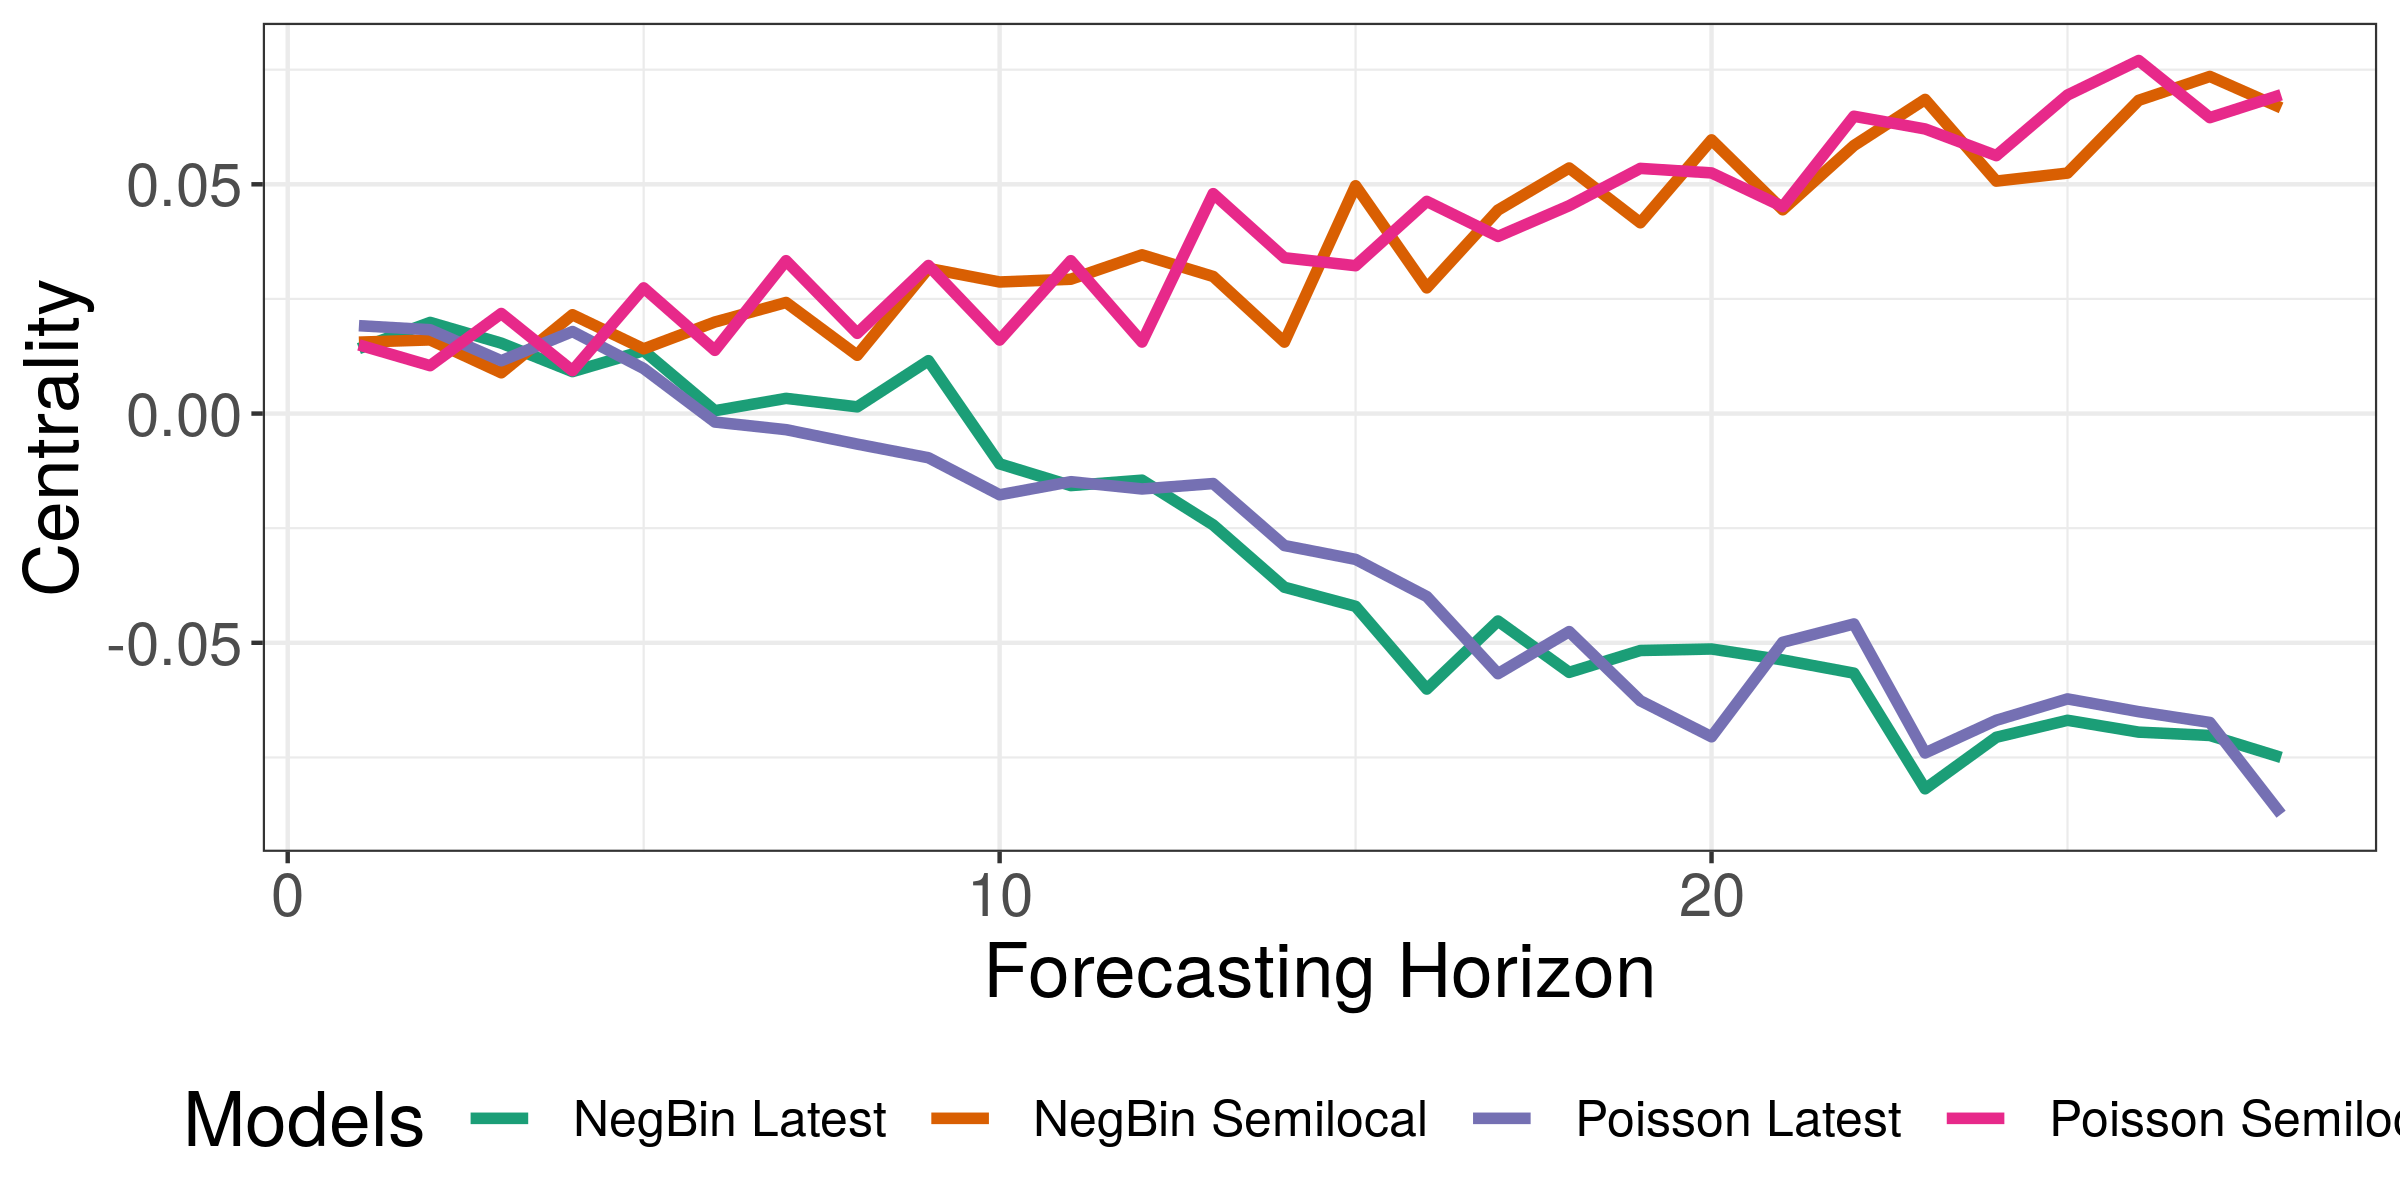 0.05
0.00
-0.05
Centrality
0 10 20
Forecasting Horizon
Models NegBin Latest NegBin Semilocal Poisson Latest Poisson